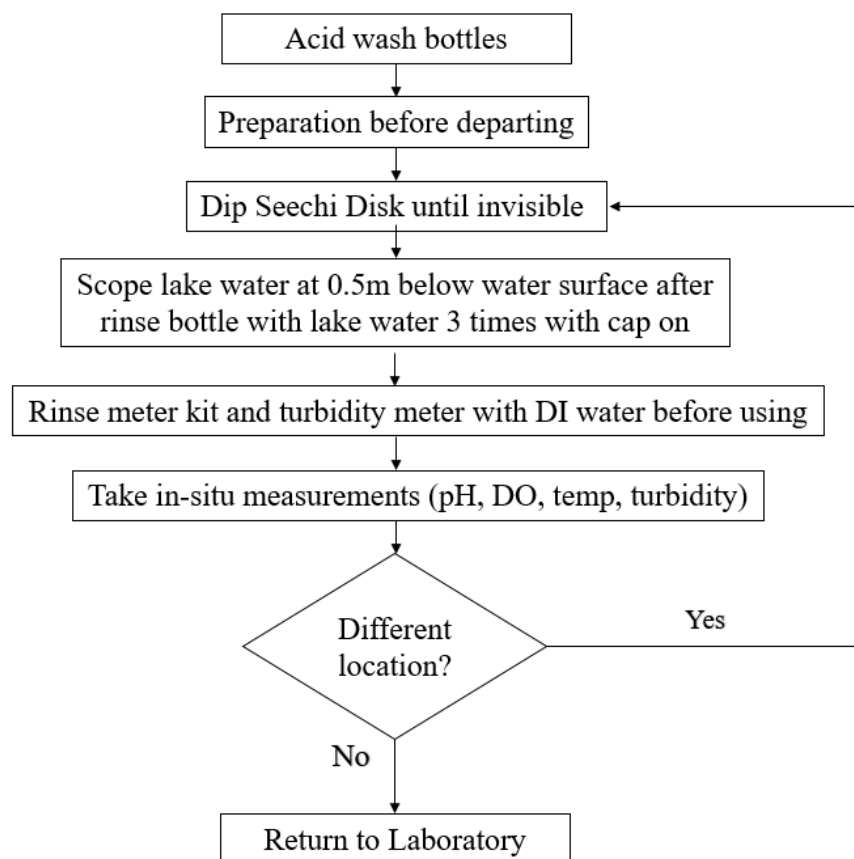 Acid wash bottles
Preparation before departing
Dip Seechi Disk until invisible
Scope lake water at 0.5m below water surface after
rinse bottle with lake water 3 times with cap on
Rinse meter kit and turbidity meter with DI water before using
Take in-situ measurements (pH, DO, temp, turbidity)
Different
location?
Yes
No
Return to Laboratory